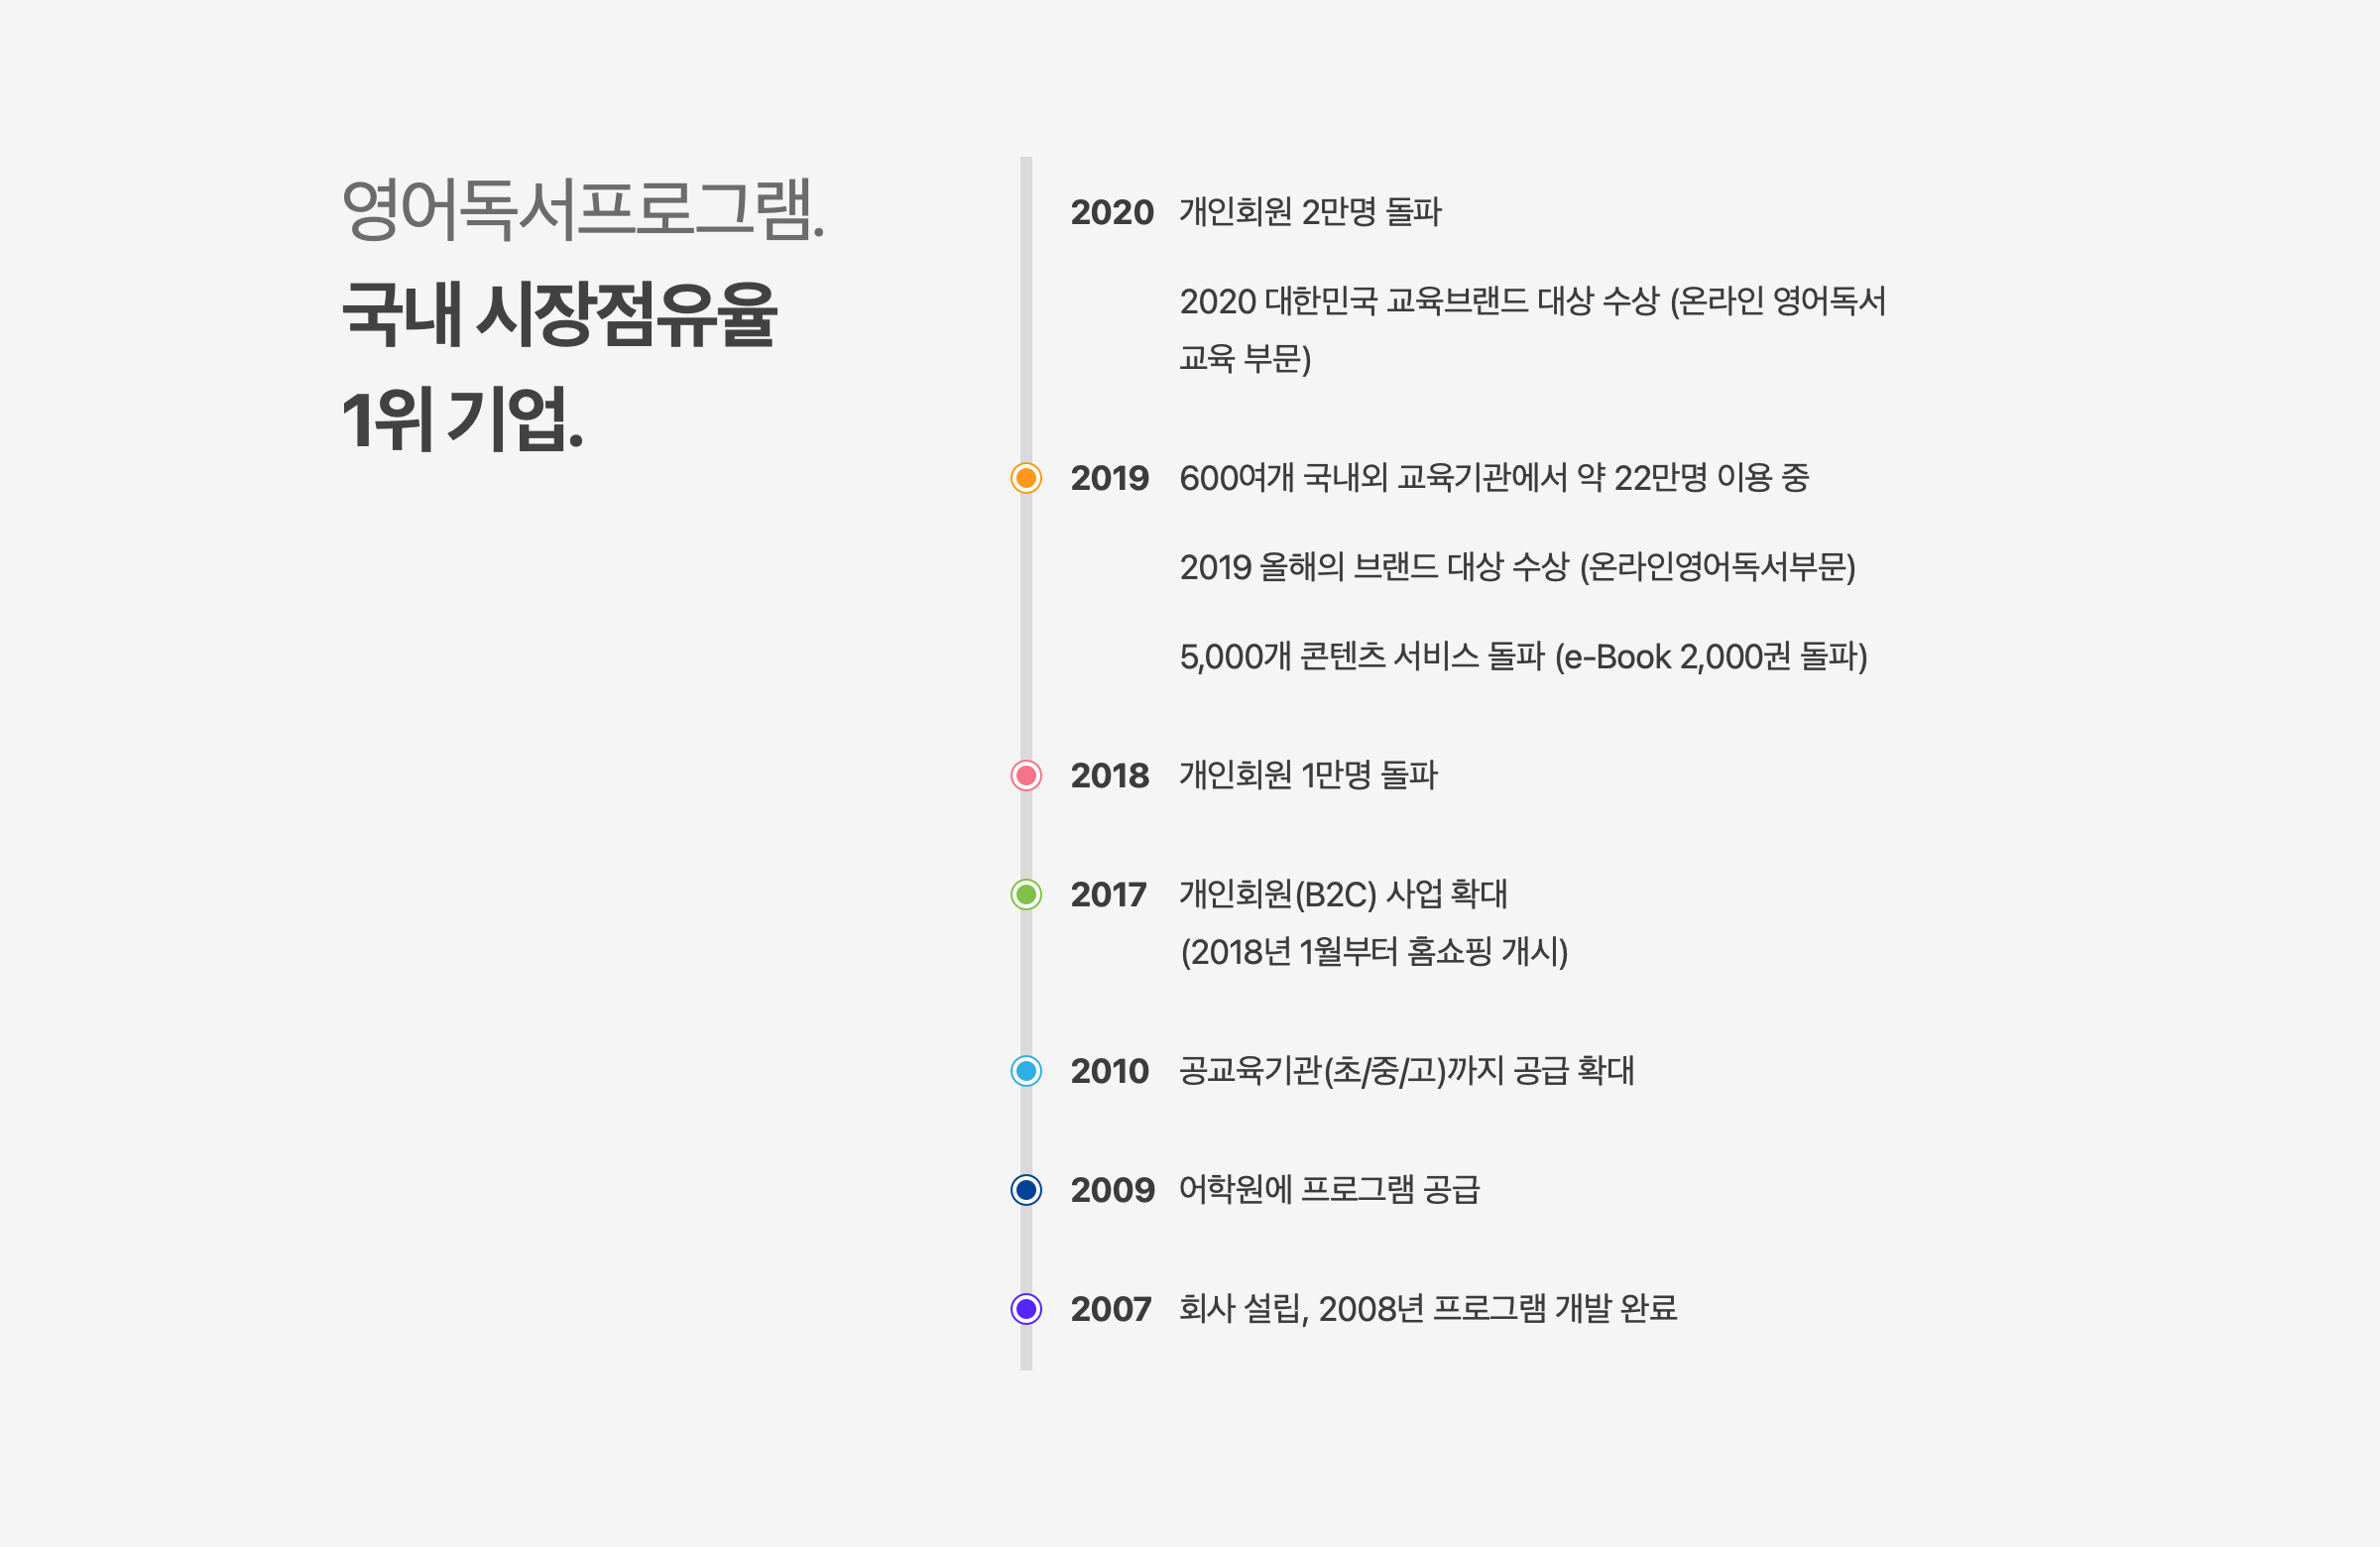 영어독서프로그램.
국내 시장점유율
1위 기업.
2020 개인회원 2만명 돌파
2020 대한민국 교육브랜드 대상 수상 (온라인 영어독서
교육 부문)
2019 600여개 국내외 교육기관에서 약 22만명 이용 중
2019 올해의 브랜드 대상 수상 (온라인영어독서부문)
5,000개 콘텐츠 서비스 돌파 (e-Book 2,000권 돌파)
2018 개인회원 1만명 돌파
2017 개인회원(B2C) 사업 확대
(2018년 1월부터 홈쇼핑 개시)
2010 공교육기관(초/중/고)까지 공급 확대
2009 어학원에 프로그램 공급
2007 회사 설립, 2008년 프로그램 개발 완료